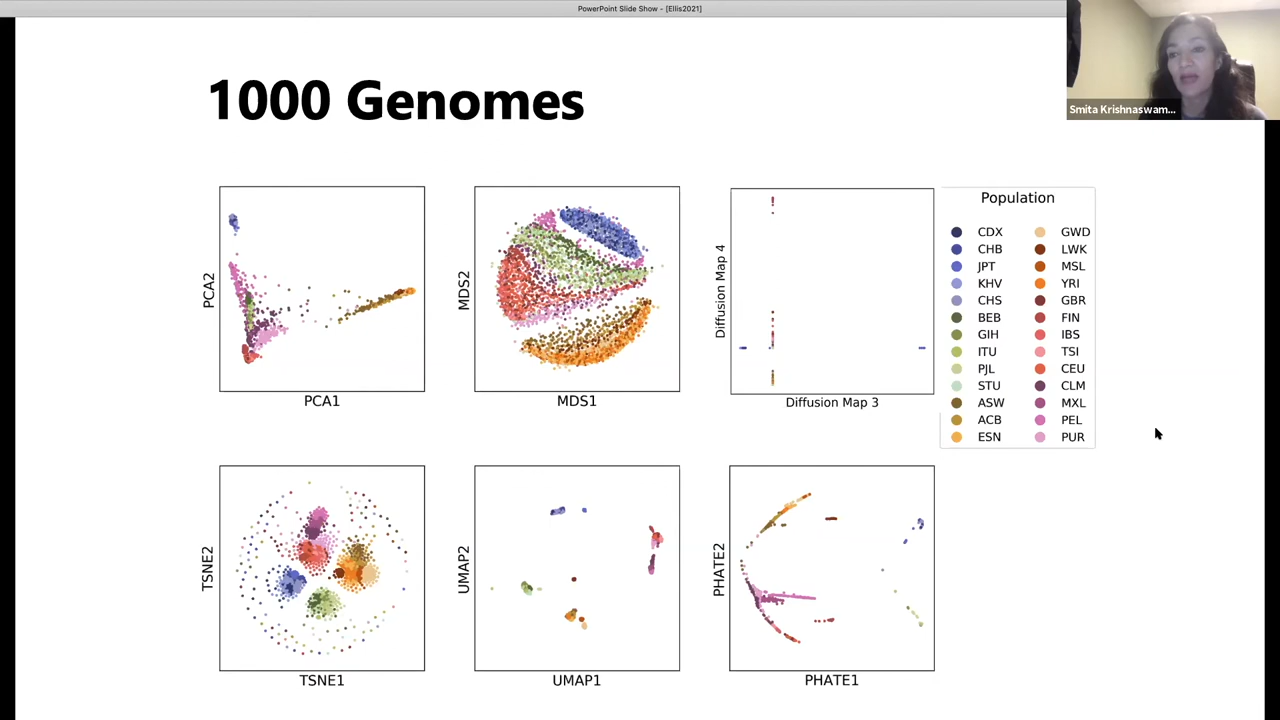 PowerPoint Slide Show - [Ellis2021]
Smita Krishnaswam...
1000 Genomes
PCA2
PCA1
MDS2
MDS1
Diffusion Map 4
Diffusion Map 3
Population
CDX
CHB
JPT
KHV
CHS
BEB
GIH
ITU
PJL
STU
ASW
ACB
ESN
GWD
LWK
MSL
YRI
GBR
FIN
IBS
TSI
CEU
CLM
MXL
PEL
PUR
TSNE2
TSNE1
UMAP2
UMAP1
PHATE2
PHATE1